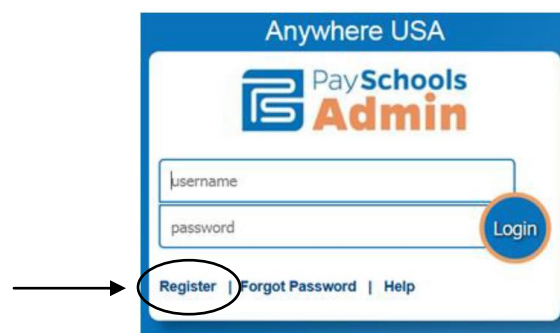 Anywhere USA
PaySchools
Admin
username
password
Login
Register | Forgot Password | Help